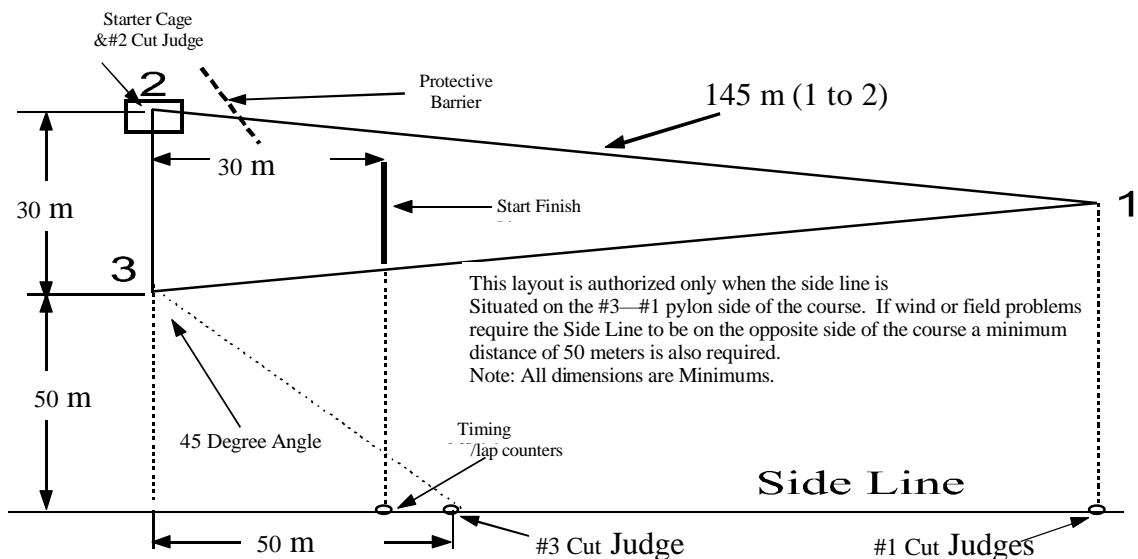 Starter Cage
&#2 Cut Judge
2
Protective
Barrier
145 m (1 to 2)
30 m
30 m
Start Finish
1
3
This layout is authorized only when the side line is
Situated on the #3—#1 pylon side of the course. If wind or field problems
require the Side Line to be on the opposite side of the course a minimum
distance of 50 meters is also required.
Note: All dimensions are Minimums.
50 m
45 Degree Angle
Timing
/lap counters
Side Line
50 m
#3 Cut Judge
#1 Cut Judges